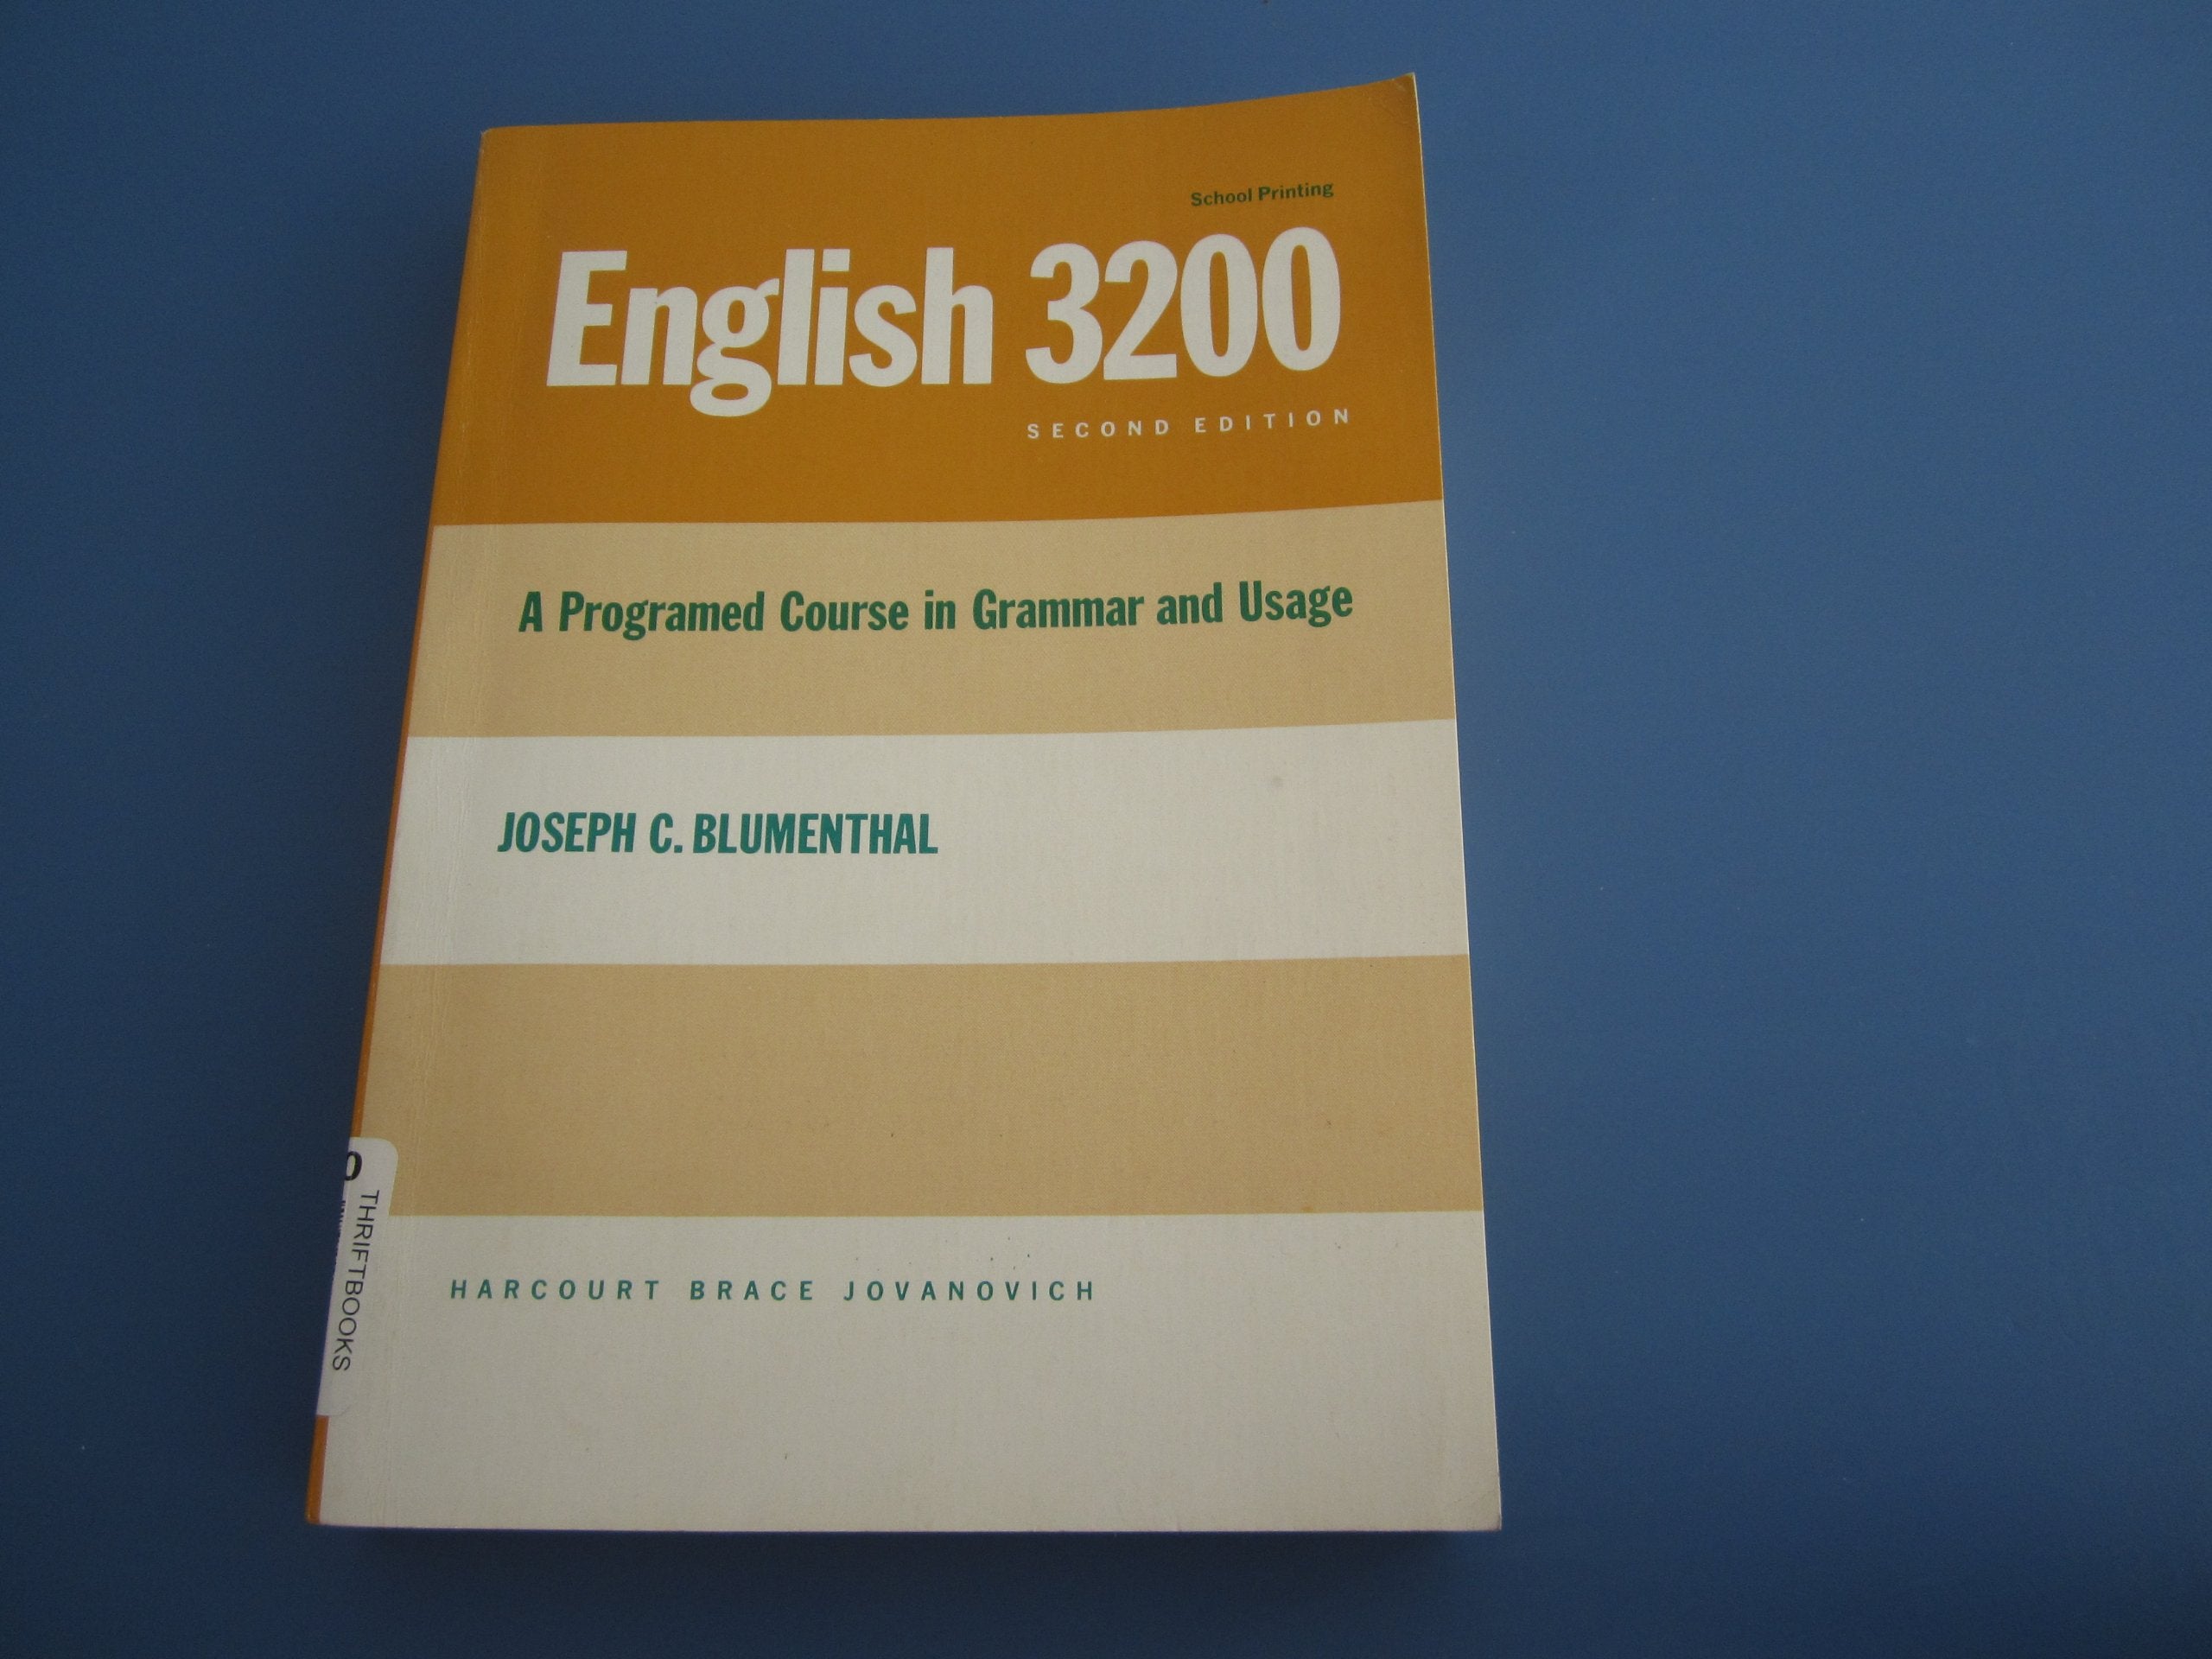 School Printing
English 3200
SECOND EDITION
A Programed Course in Grammar and Usage
JOSEPH C. BLUMENTHAL
HARCOURT BRACE JOVANOVICH
THRIFTBOOKS